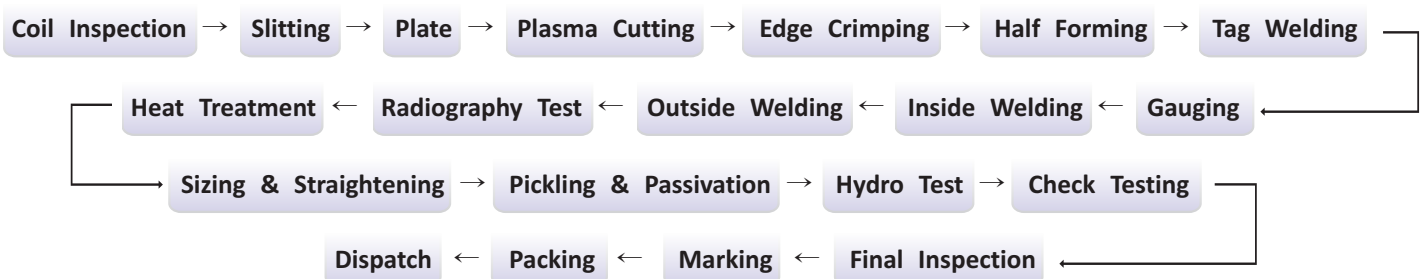 Coil Inspection → Slitting → Plate → Plasma Cutting → Edge Crimping → Half Forming → Tag Welding
Heat Treatment ← Radiography Test ← Outside Welding ← Inside Welding ← Gauging
Sizing & Straightening → Pickling & Passivation → Hydro Test → Check Testing
Dispatch ← Packing ← Marking ← Final Inspection